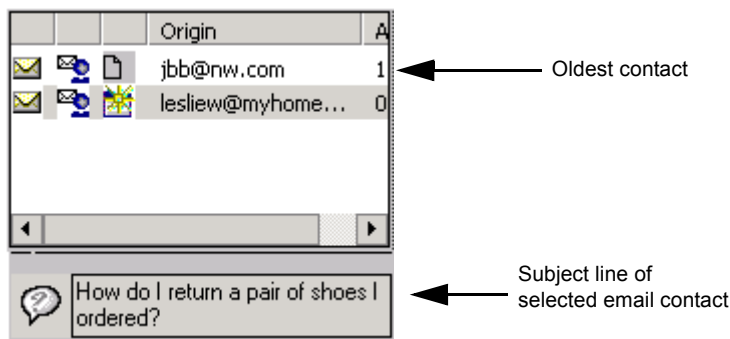 Origin A
jbb@nw.com 1
Oldest contact
lesliew@myhome... 0
Subject line of
selected email contact
How do I return a pair of shoes I
ordered?